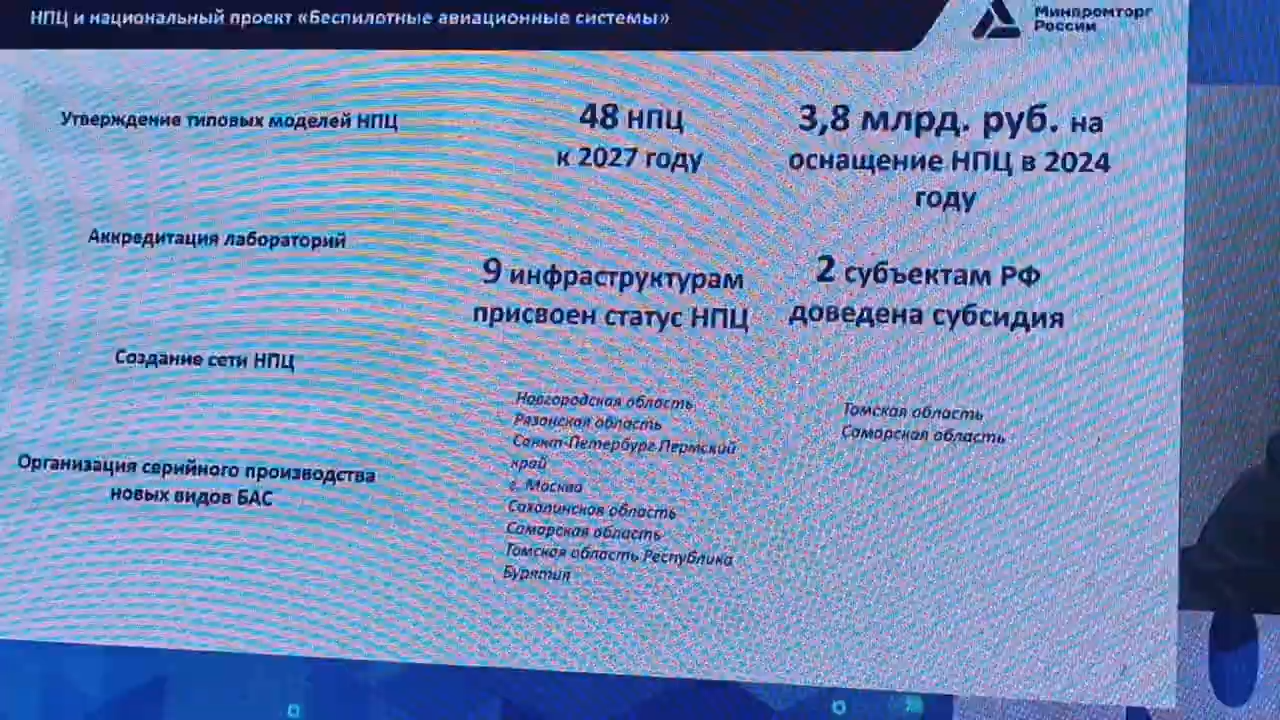 НПЦ и национальный проект «Беспилотные авиационные системы»
Минпромторг
России
Утверждение типовых моделей НПЦ
Аккредитация лабораторий
Создание сети НПЦ
Организация серийного производства
новых видов БАС
48 НПЦ
к 2027 году
9 инфраструктурам
присвоен статус НПЦ
Новгородская область
Рязанская область
Санкт-Петербург Пермский
край
г. Москва
Сахалинская область
Самарская область
Томская область Республика
Бурятия
3,8 млрд. руб. на
оснащение НПЦ в 2024
году
2 субъектам РФ
доведена субсидия
Томская область
Самарская область